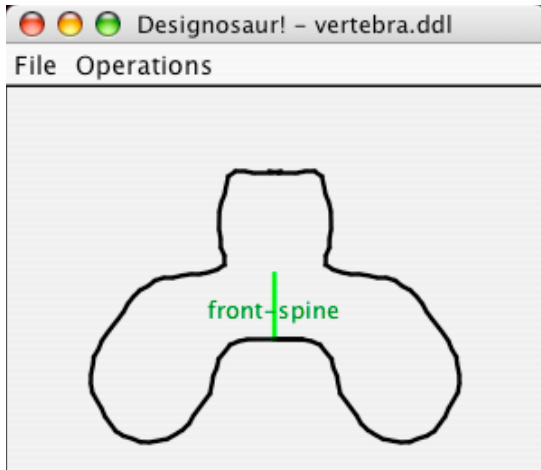 Designosaur! – vertebra.ddl
File Operations
front-spine